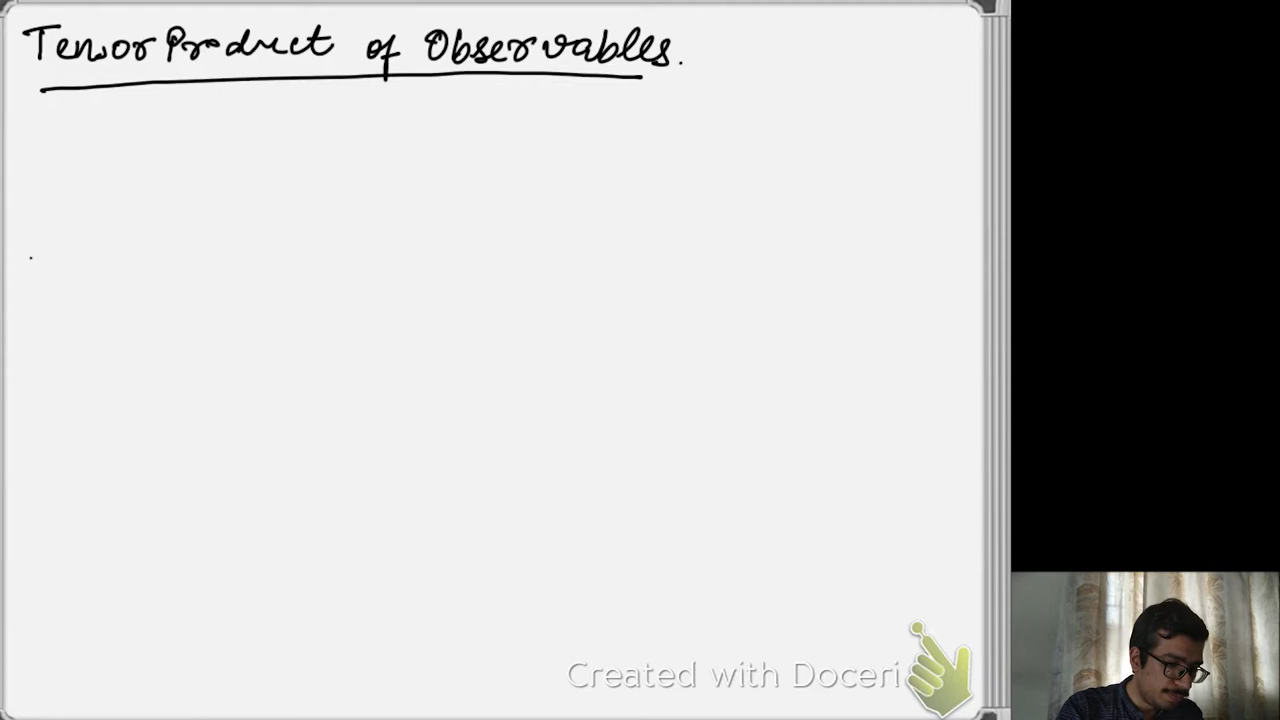 Tensor Product of Observables.
Created with Doceri